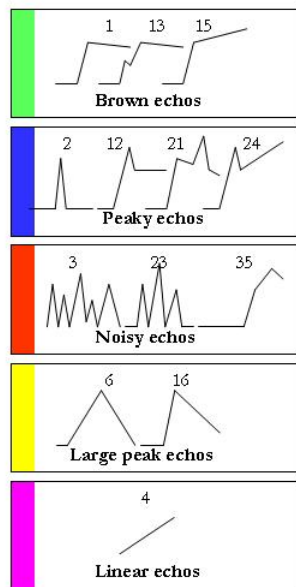 1 13 15
Brown echos
2 12 21 24
Peaky echos
3 23 35
Noisy echos
6 16
Large peak echos
4
Linear echos